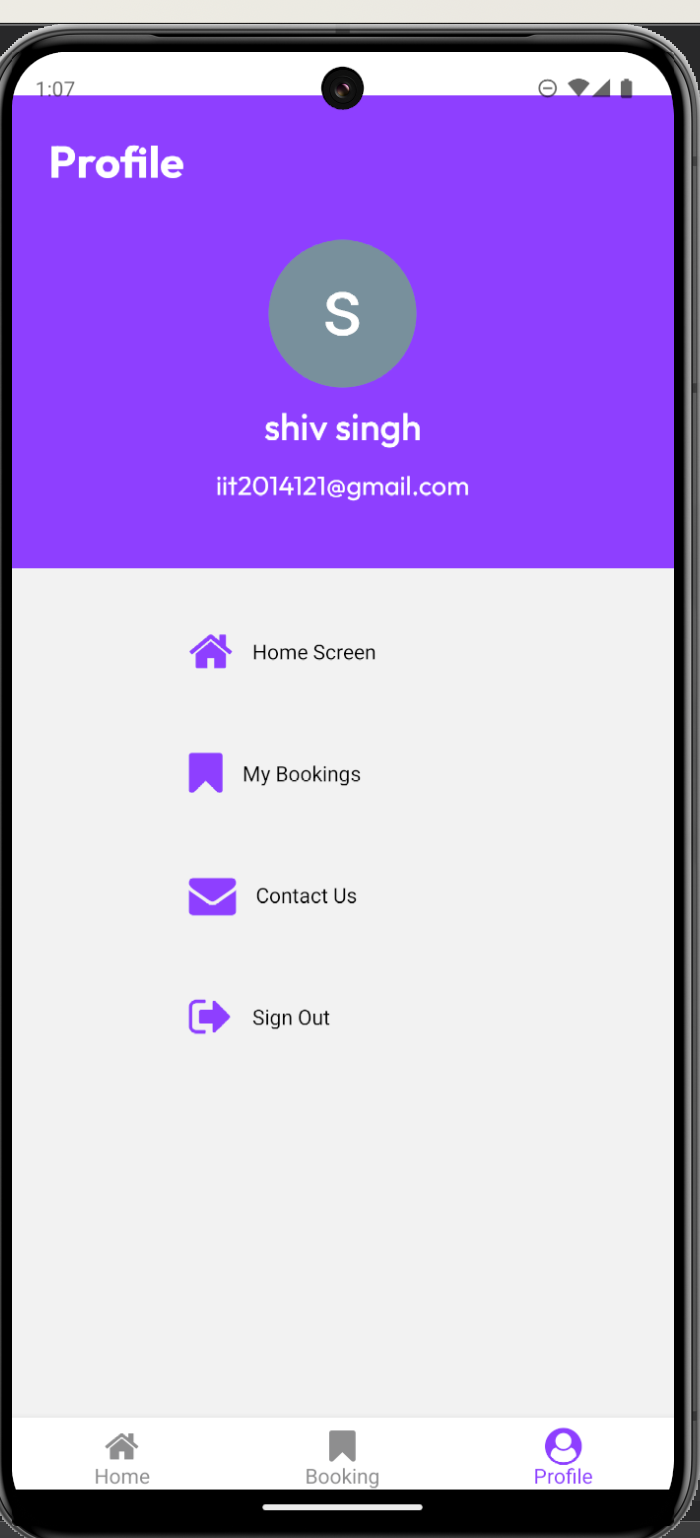 1:07
Profile
S
shiv singh
iit2014121@gmail.com
Home Screen
My Bookings
Contact Us
Sign Out
Home Booking Profile